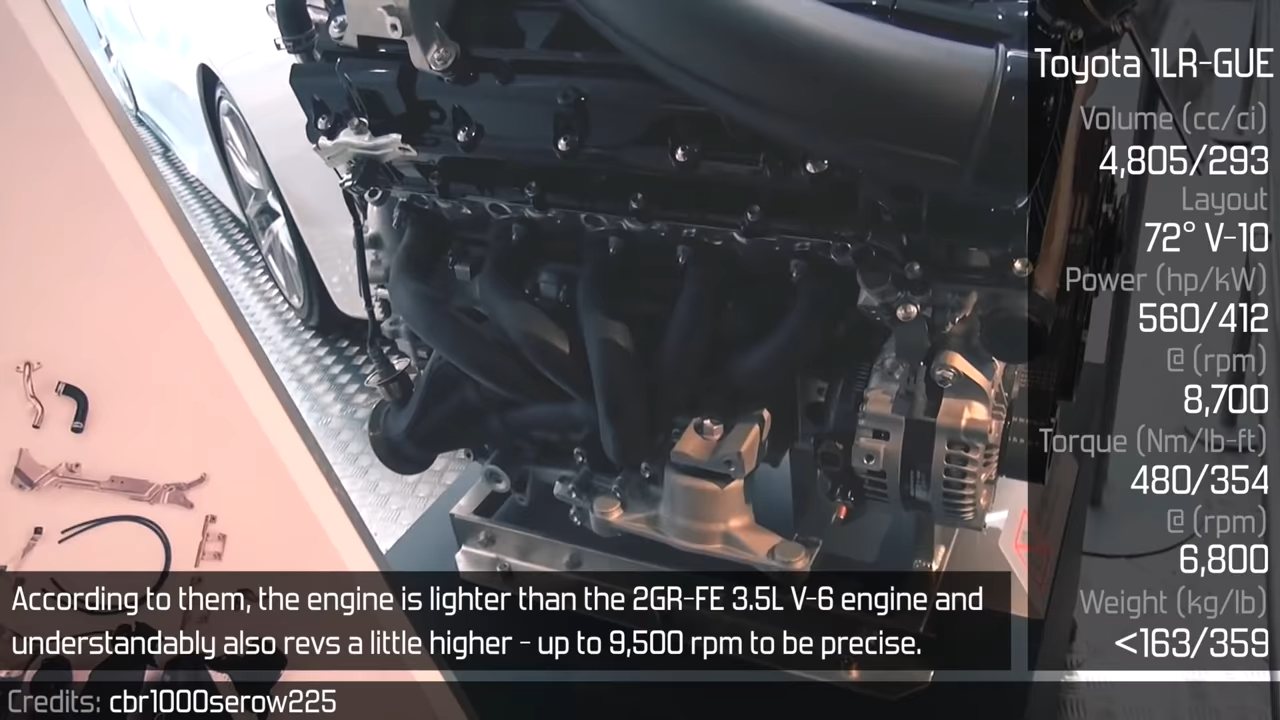 Toyota 1LR-GUE
Volume (cc/ci)
4,805/293
Layout
72° V-10
Power (hp/kW)
560/412
@ (rpm)
8,700
Torque (Nm/lb-ft)
480/354
@ (rpm)
6,800
Weight (kg/lb)
<163/359
According to them, the engine is lighter than the 2GR-FE 3.5L V-6 engine and
understandably also revs a little higher - up to 9,500 rpm to be precise.
Credits: cbr1000serow225